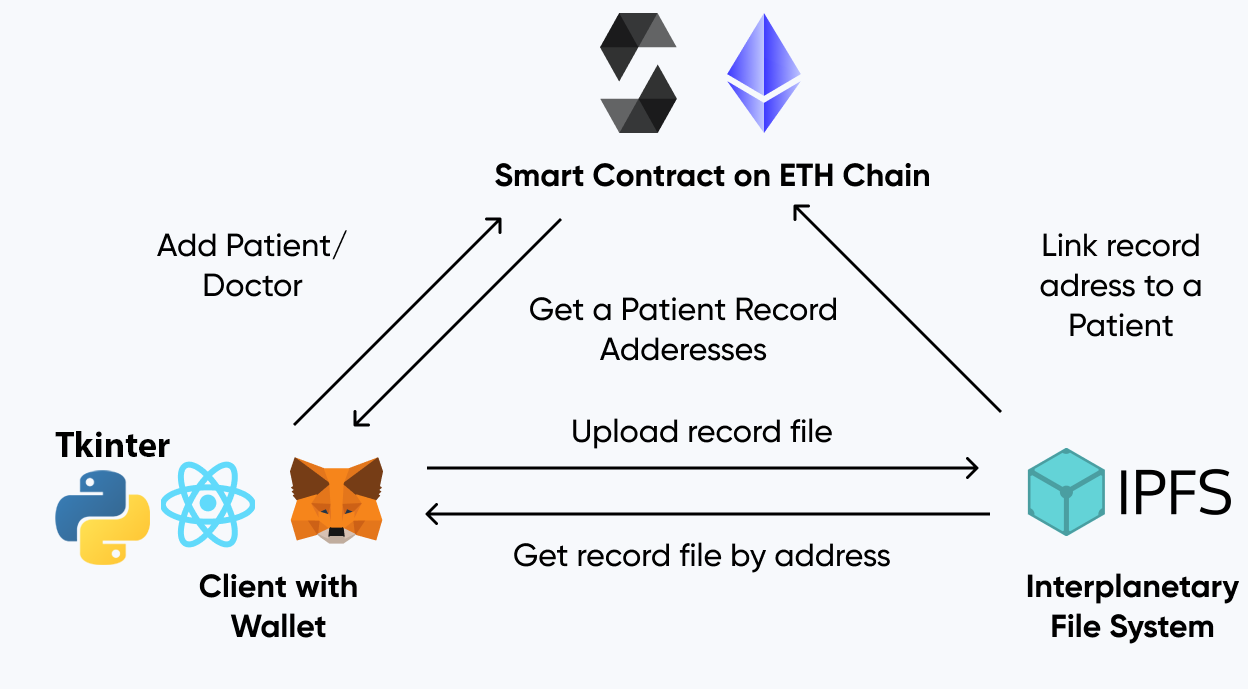 Smart Contract on ETH Chain
Add Patient/
Doctor
Link record
adress to a
Patient
Get a Patient Record
Adderesses
Upload record file
Tkinter
IPFS
Get record file by address
Client with
Wallet
Interplanetary
File System